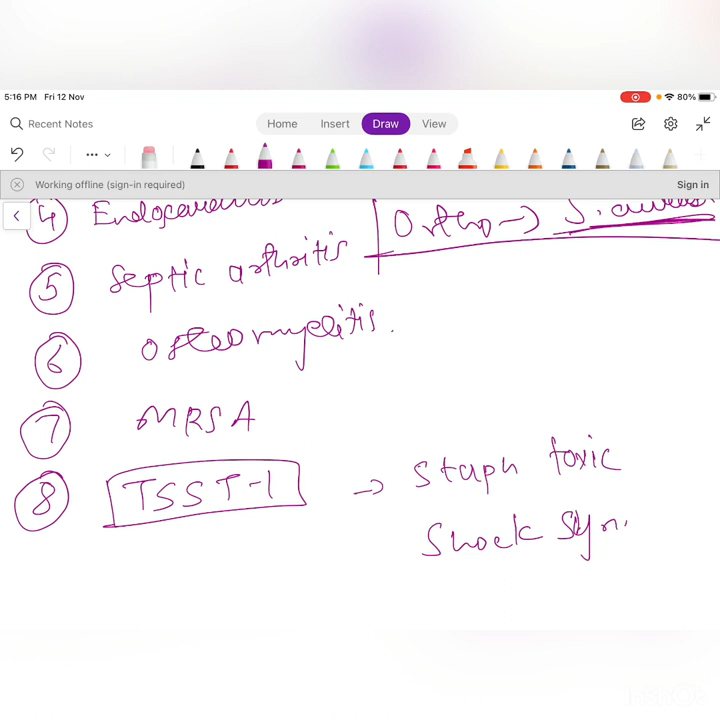 5:16 PM Fri 12 Nov
80%
Recent Notes
Home Insert Draw View
Working offline (sign-in required)
Sign in
4
Ortho → S. aureus
5 Septic arthritis
6 Osteomyelitis.
7 MRSA
8 TSST-1 → Staph toxic
Shock Syn.